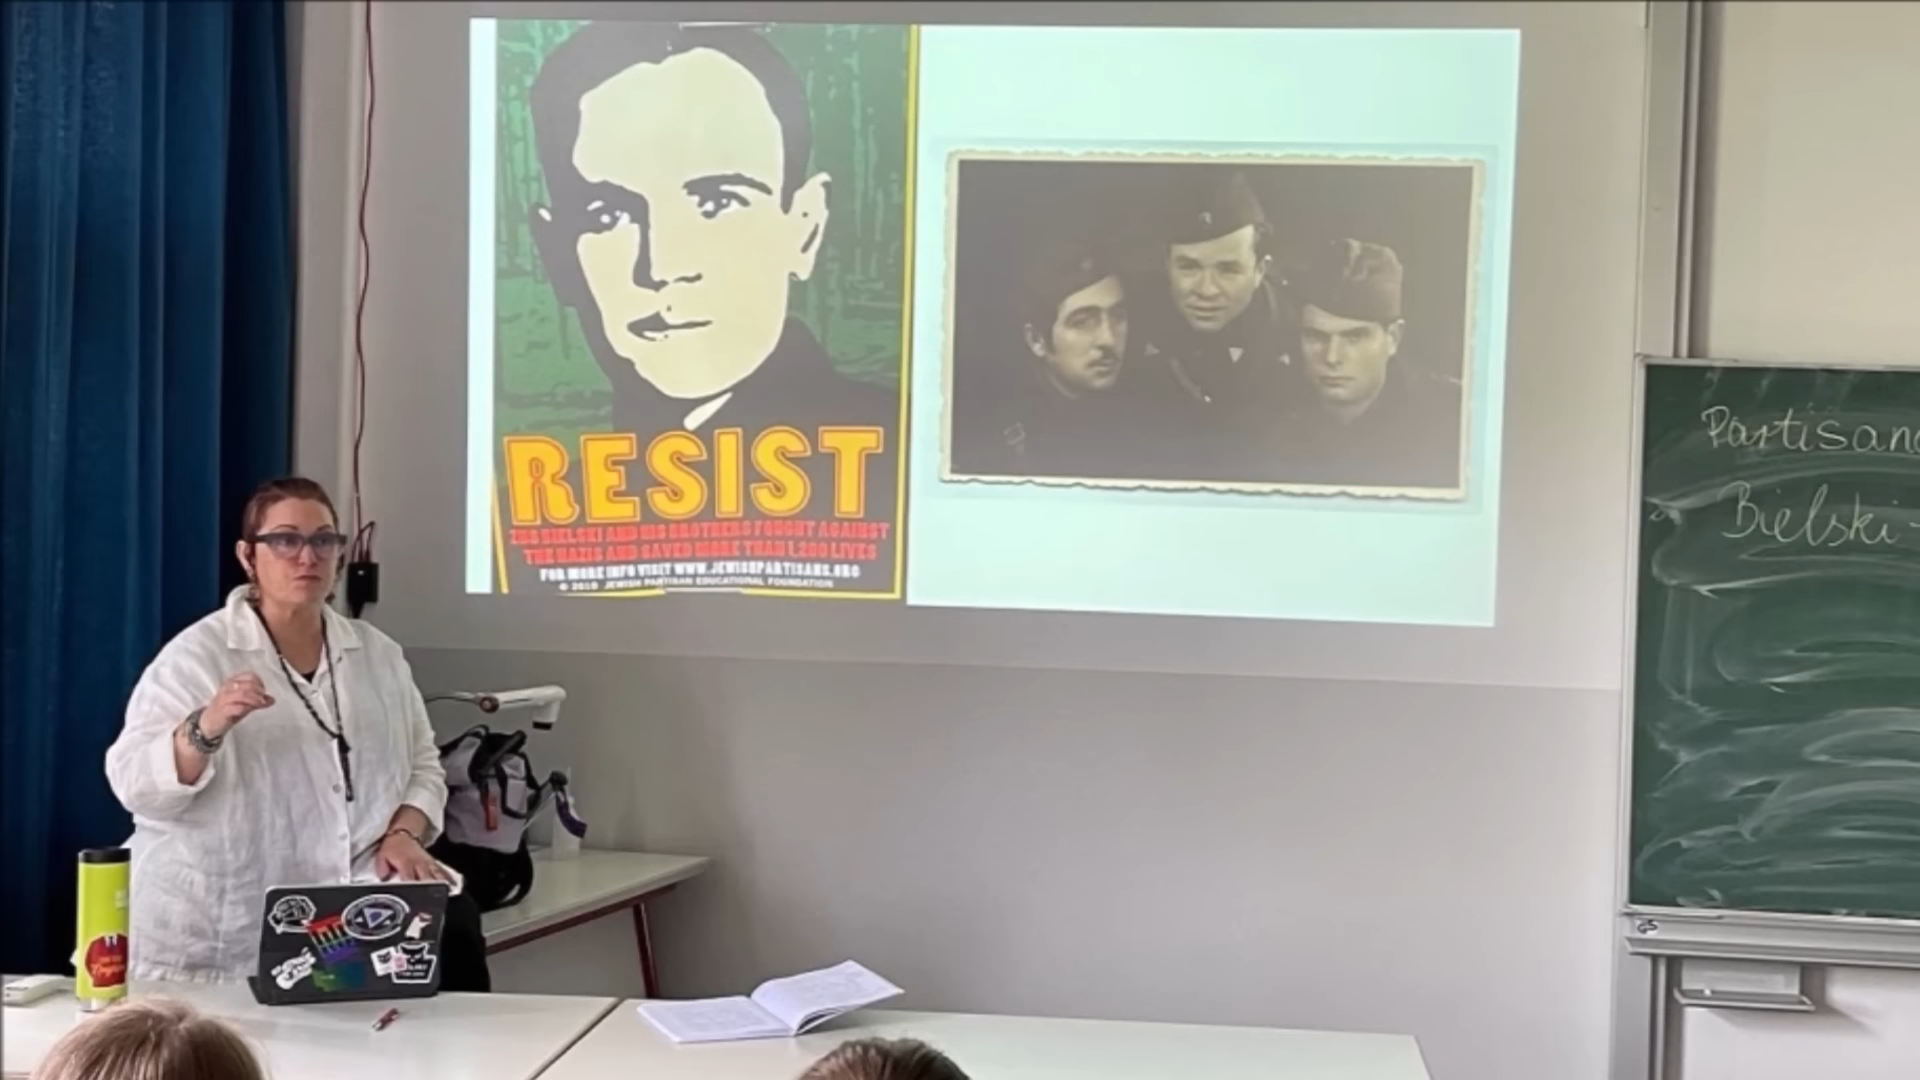 RESIST
ZUS BIELSKI AND HIS BROTHERS FOUGHT AGAINST
THE NAZIS AND SAVED MORE THAN 1,200 LIVES
FOR MORE INFO VISIT WWW.JEWISHPARTISANS.ORG
© 2010 JEWISH PARTISAN EDUCATIONAL FOUNDATION
Partisan
Bielski-